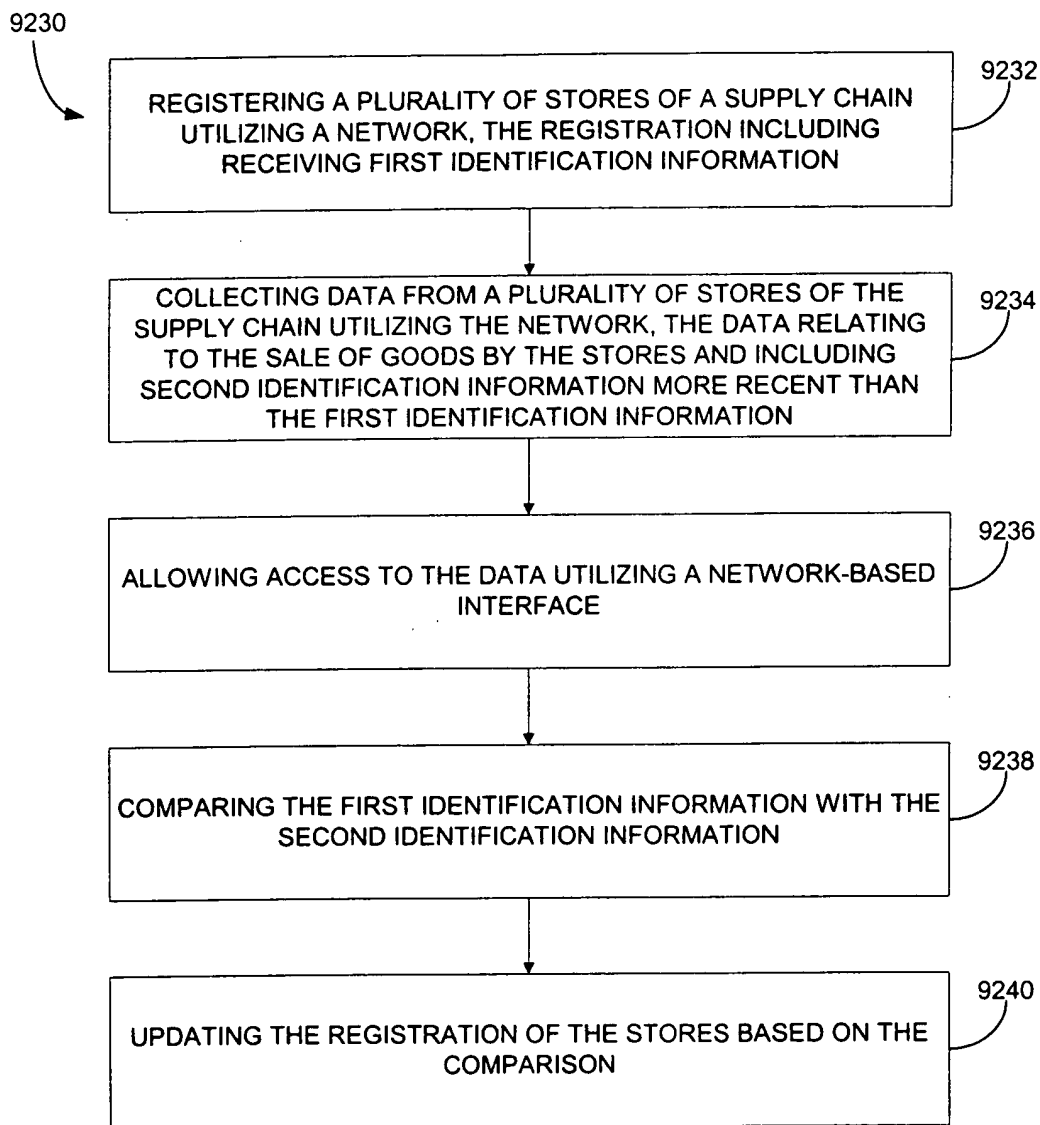 9230
9232
REGISTERING A PLURALITY OF STORES OF A SUPPLY CHAIN
UTILIZING A NETWORK, THE REGISTRATION INCLUDING
RECEIVING FIRST IDENTIFICATION INFORMATION
9234
COLLECTING DATA FROM A PLURALITY OF STORES OF THE
SUPPLY CHAIN UTILIZING THE NETWORK, THE DATA RELATING
TO THE SALE OF GOODS BY THE STORES AND INCLUDING
SECOND IDENTIFICATION INFORMATION MORE RECENT THAN
THE FIRST IDENTIFICATION INFORMATION
9236
ALLOWING ACCESS TO THE DATA UTILIZING A NETWORK-BASED
INTERFACE
9238
COMPARING THE FIRST IDENTIFICATION INFORMATION WITH THE
SECOND IDENTIFICATION INFORMATION
9240
UPDATING THE REGISTRATION OF THE STORES BASED ON THE
COMPARISON